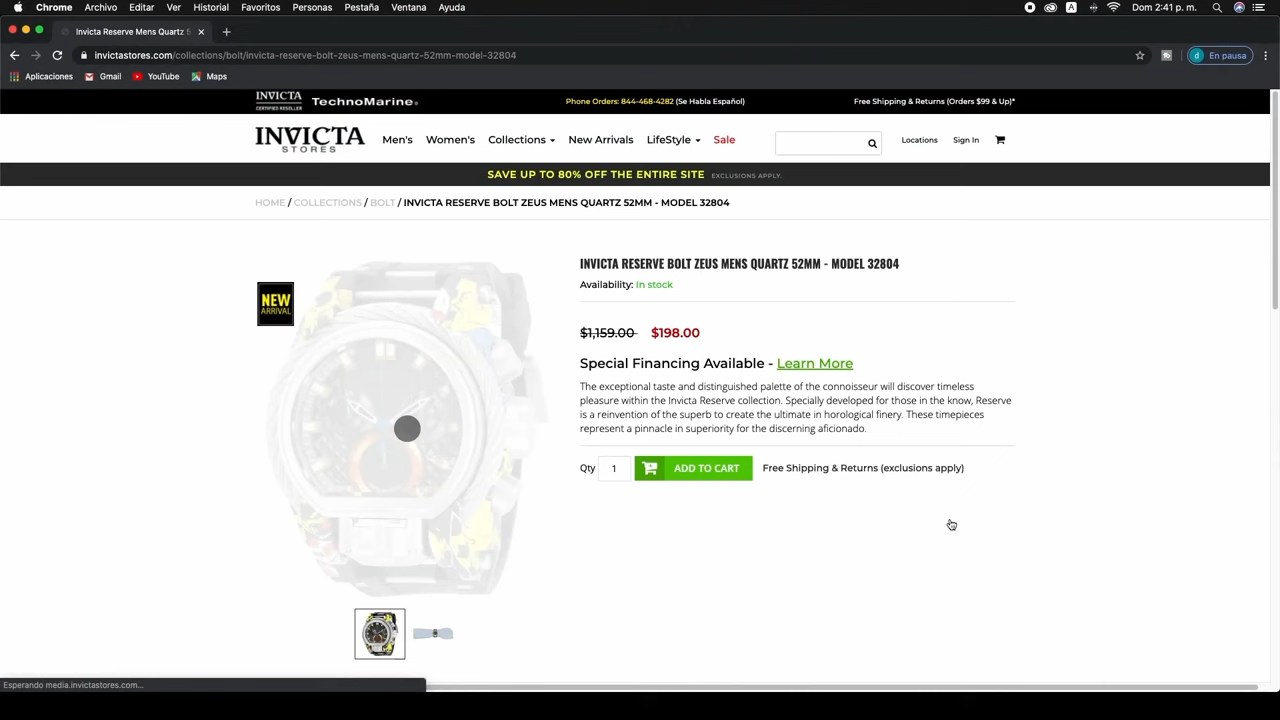 Chrome Archivo Editar Ver Historial Favoritos Personas Pestaña Ventana Ayuda A Dom 2:41 p. m.
Invicta Reserve Mens Quartz 5
invictastores.com/collections/bolt/invicta-reserve-bolt-zeus-mens-quartz-52mm-model-32804 d En pausa
Aplicaciones Gmail YouTube Maps
INVICTA CERTIFIED RESELLER TechnoMarine Phone Orders: 844-468-4282 (Se Habla Español) Free Shipping & Returns (Orders $99 & Up)*
INVICTA STORES Men's Women's Collections New Arrivals LifeStyle Sale Locations Sign In
SAVE UP TO 80% OFF THE ENTIRE SITE EXCLUSIONS APPLY.
HOME / COLLECTIONS / BOLT / INVICTA RESERVE BOLT ZEUS MENS QUARTZ 52MM - MODEL 32804
NEW ARRIVAL
INVICTA RESERVE BOLT ZEUS MENS QUARTZ 52MM - MODEL 32804
Availability: In stock
$1,159.00 $198.00
Special Financing Available - Learn More
The exceptional taste and distinguished palette of the connoisseur will discover timeless
pleasure within the Invicta Reserve collection. Specially developed for those in the know, Reserve
is a reinvention of the superb to create the ultimate in horological finery. These timepieces
represent a pinnacle in superiority for the discerning aficionado.
Qty 1 ADD TO CART Free Shipping & Returns (exclusions apply)
Esperando media.invictastores.com...